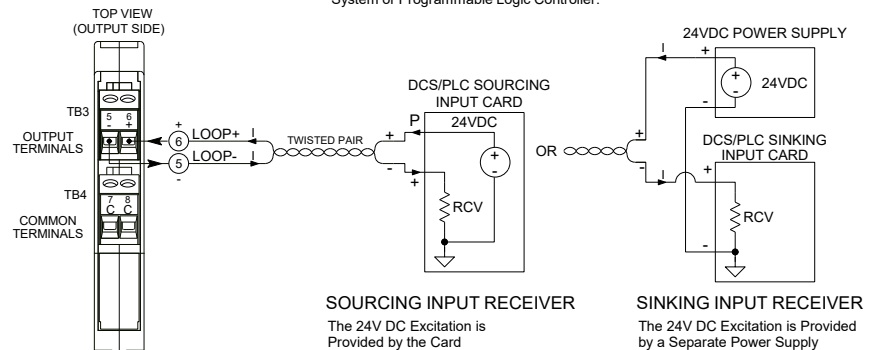 System or Programmable Logic Controller.
TOP VIEW
(OUTPUT SIDE)
TB3
5 6
- +
OUTPUT
TERMINALS
TB4
7 8
C C
COMMON
TERMINALS
+
6 LOOP+ I
5 LOOP- I
-
TWISTED PAIR
DCS/PLC SOURCING
INPUT CARD
P
24VDC
+
-
+
+
-
RCV
OR
24VDC POWER SUPPLY
I
+
+
-
24VDC
-
+
-
I
DCS/PLC SINKING
INPUT CARD
+
RCV
-
SOURCING INPUT RECEIVER
The 24V DC Excitation is
Provided by the Card
SINKING INPUT RECEIVER
The 24V DC Excitation is Provided
by a Separate Power Supply